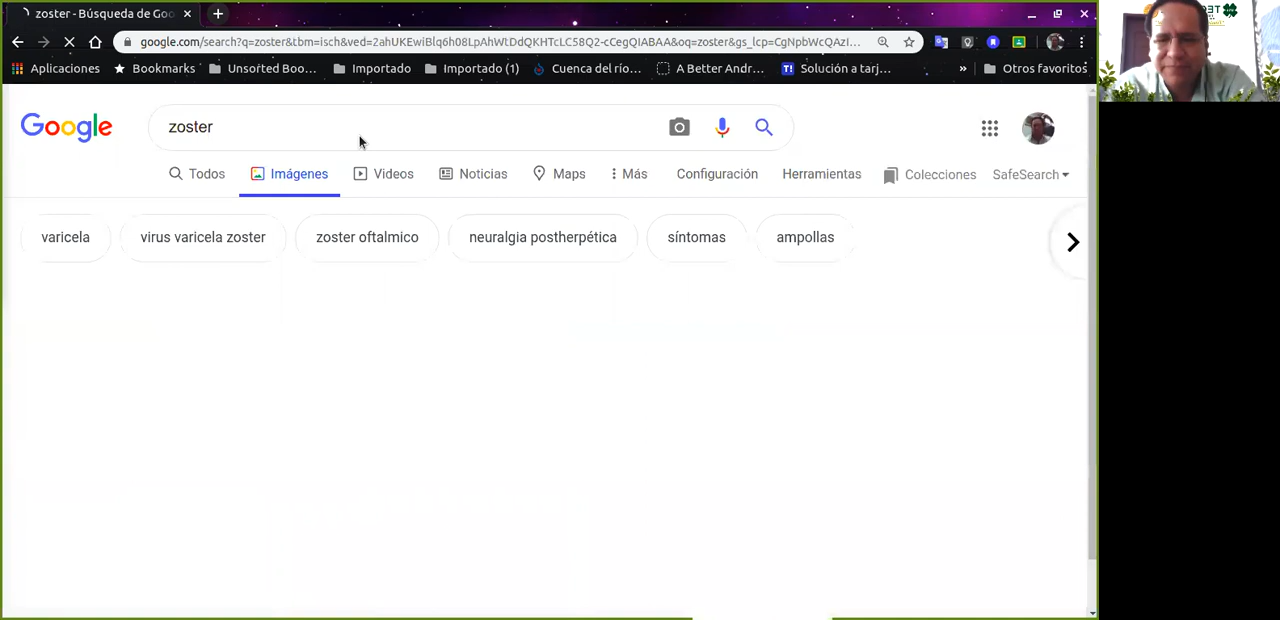 zoster - Búsqueda de Goo
google.com/search?q=zoster&tbm=isch&ved=2ahUKEwiBlq6h08LpAhWtDdQKHTcLC58Q2-cCegQIABAA&oq=zoster&gs_lcp=CgNpbWcQAzI...
Aplicaciones Bookmarks Unsorted Boo... Importado Importado (1) Cuenca del río... A Better Andr... T! Solución a tarj... » Otros favoritos
Google zoster
Todos Imágenes Videos Noticias Maps Más Configuración Herramientas Colecciones SafeSearch
varicela virus varicela zoster zoster oftalmico neuralgia postherpética síntomas ampollas